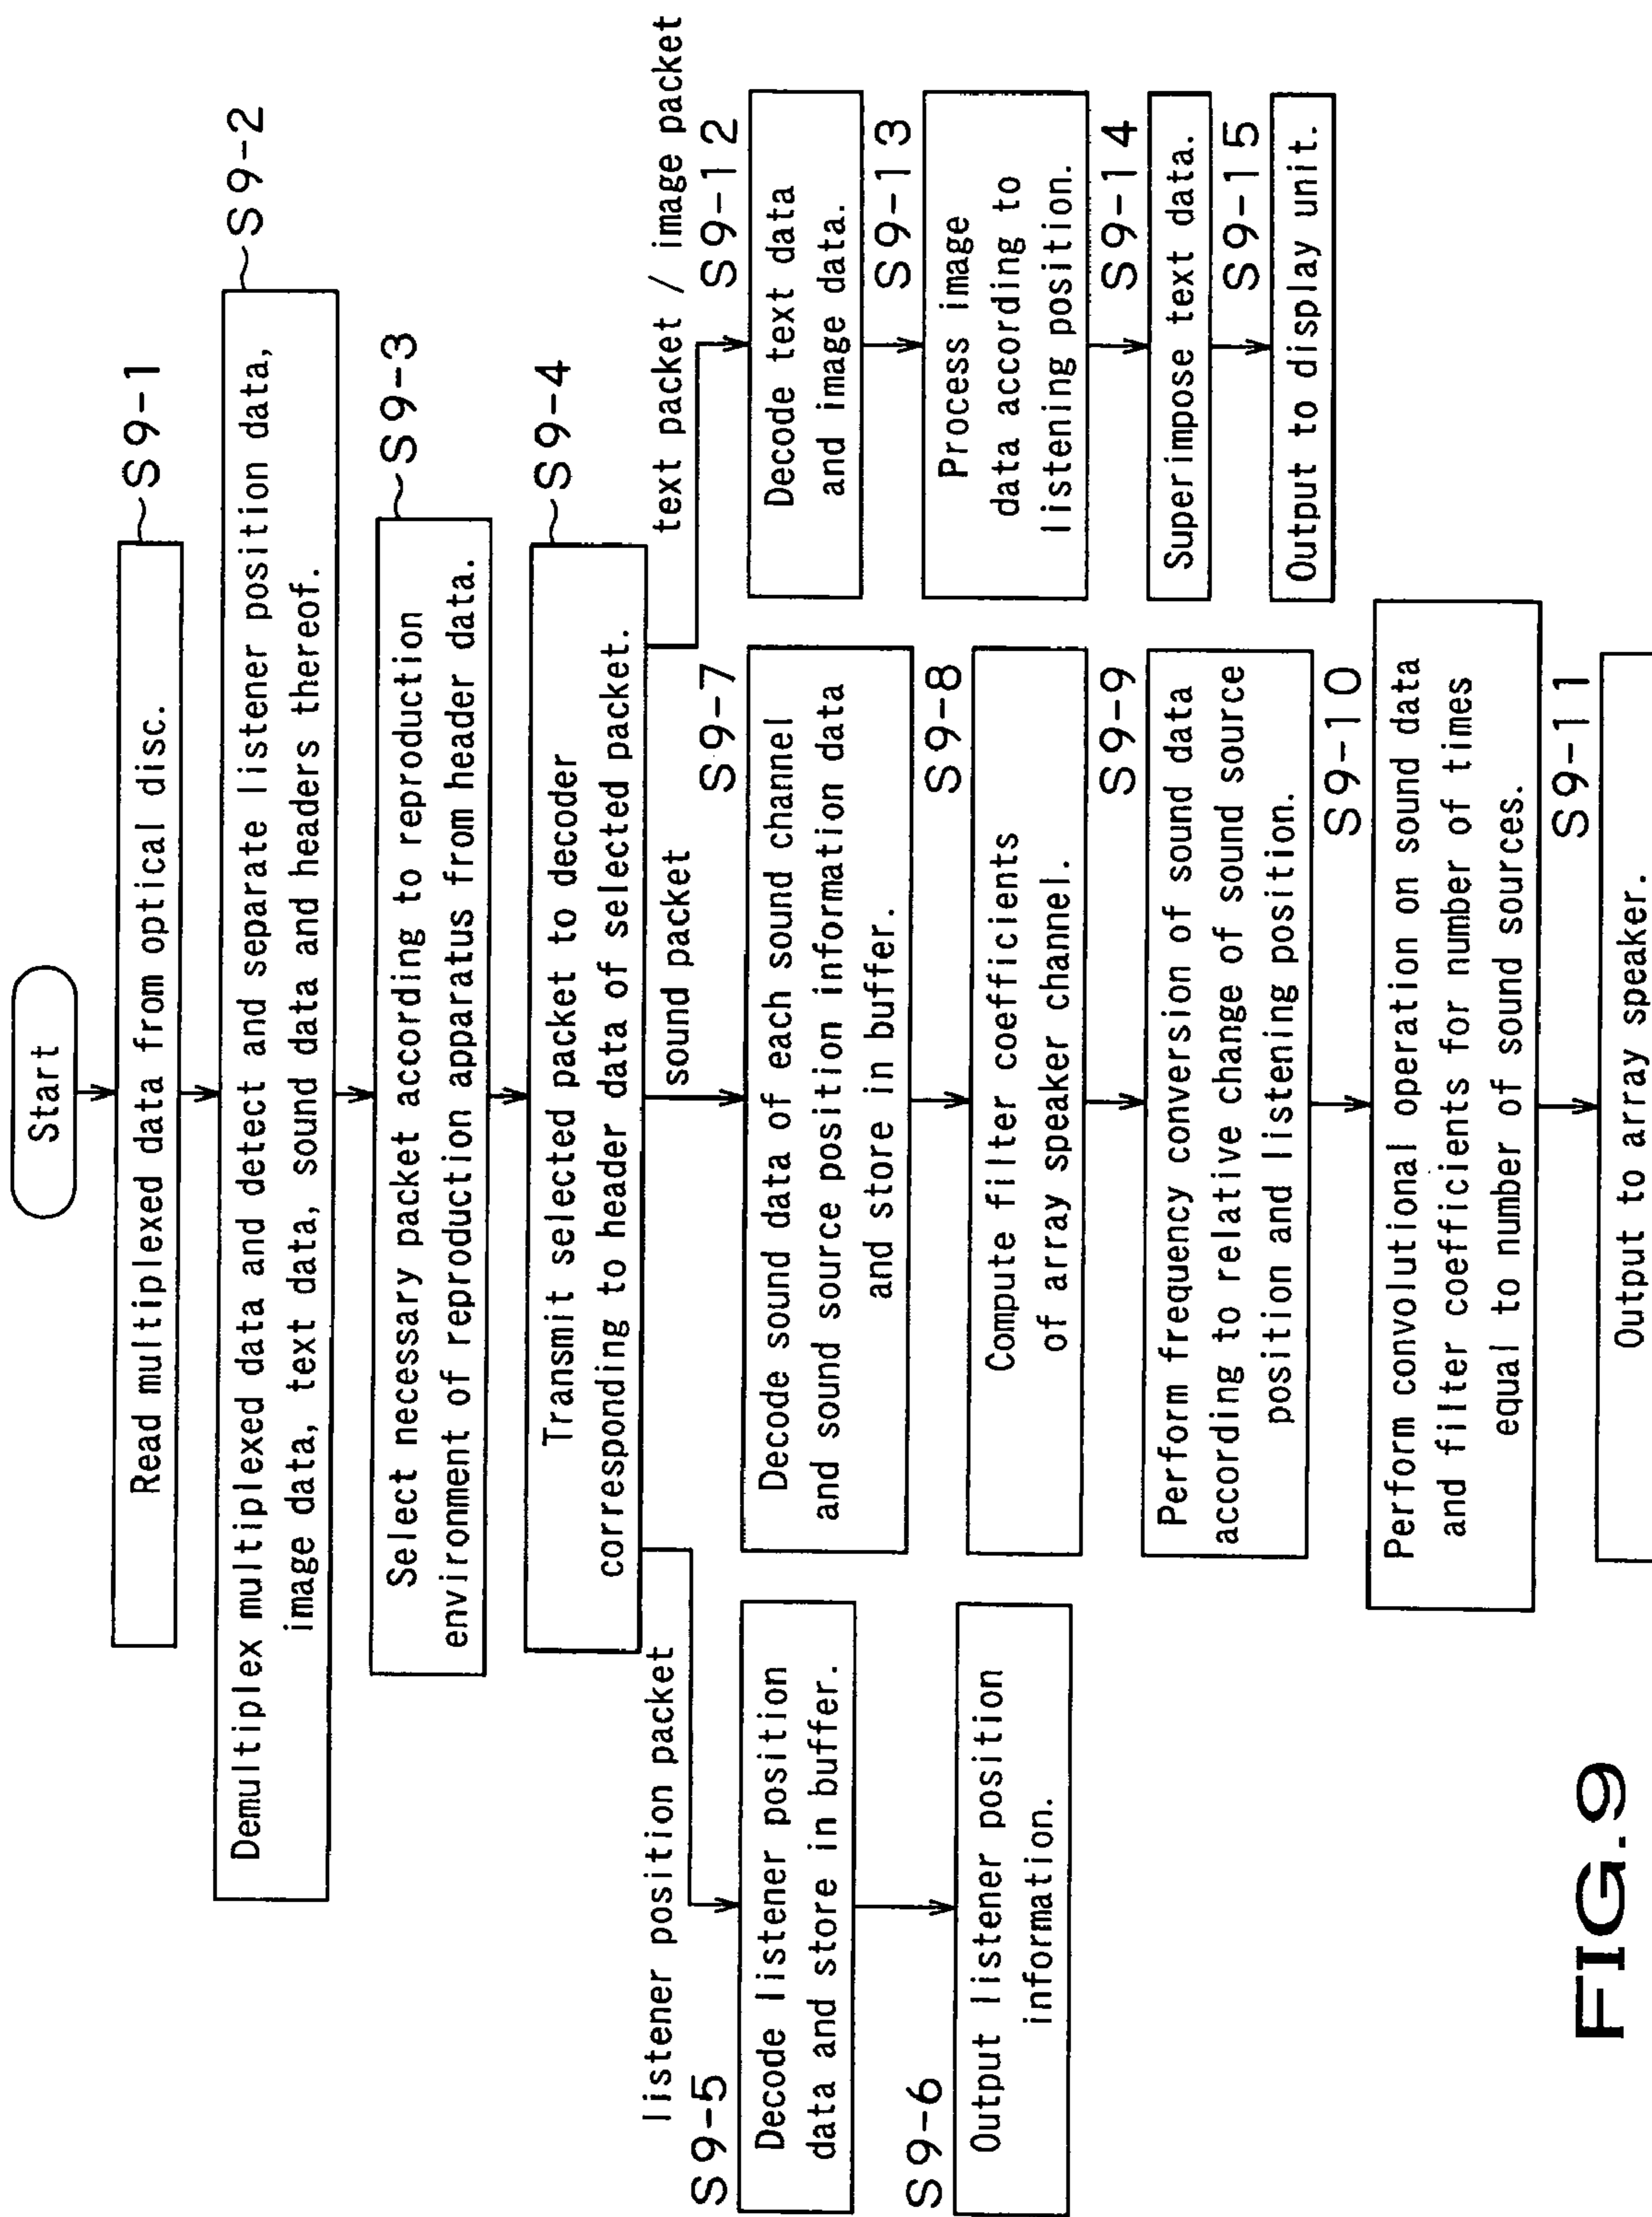 Start
S9-1
Read multiplexed data from optical disc.
S9-2
Demultiplex multiplexed data and detect and separate listener position data,
image data, text data, sound data and headers thereof.
S9-3
Select necessary packet according to reproduction
environment of reproduction apparatus from header data.
S9-4
Transmit selected packet to decoder
corresponding to header data of selected packet.
listener position packet
S9-5
Decode listener position
data and store in buffer.
S9-6
Output listener position
information.
sound packet
S9-7
Decode sound data of each sound channel
and sound source position information data
and store in buffer.
S9-8
Compute filter coefficients
of array speaker channel.
S9-9
Perform frequency conversion of sound data
according to relative change of sound source
position and listening position.
S9-10
Perform convolutional operation on sound data
and filter coefficients for number of times
equal to number of sound sources.
S9-11
Output to array speaker.
text packet / image packet
S9-12
Decode text data
and image data.
S9-13
Process image
data according to
listening position.
S9-14
Superimpose text data.
S9-15
Output to display unit.
FIG.9